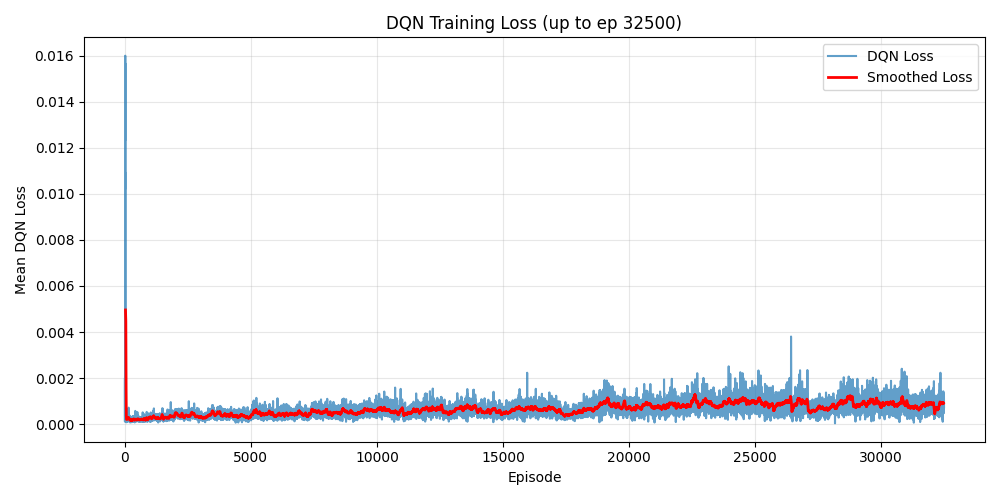 DQN Training Loss (up to ep 32500)
DQN Loss
Smoothed Loss
Mean DQN Loss
0.016
0.014
0.012
0.010
0.008
0.006
0.004
0.002
0.000
0 5000 10000 15000 20000 25000 30000
Episode